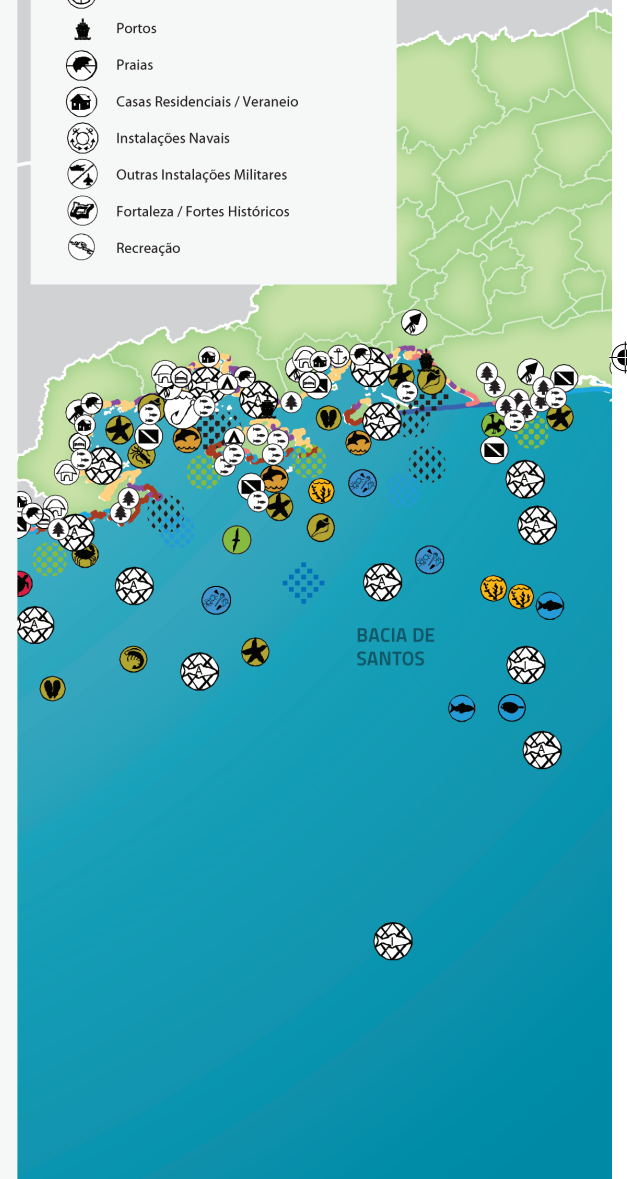 Portos
Praias
Casas Residenciais / Veraneio
Instalações Navais
Outras Instalações Militares
Fortaleza / Fortes Históricos
Recreação
A
A
A
A
A
A
A
I
I
A
I
BACIA DE
SANTOS